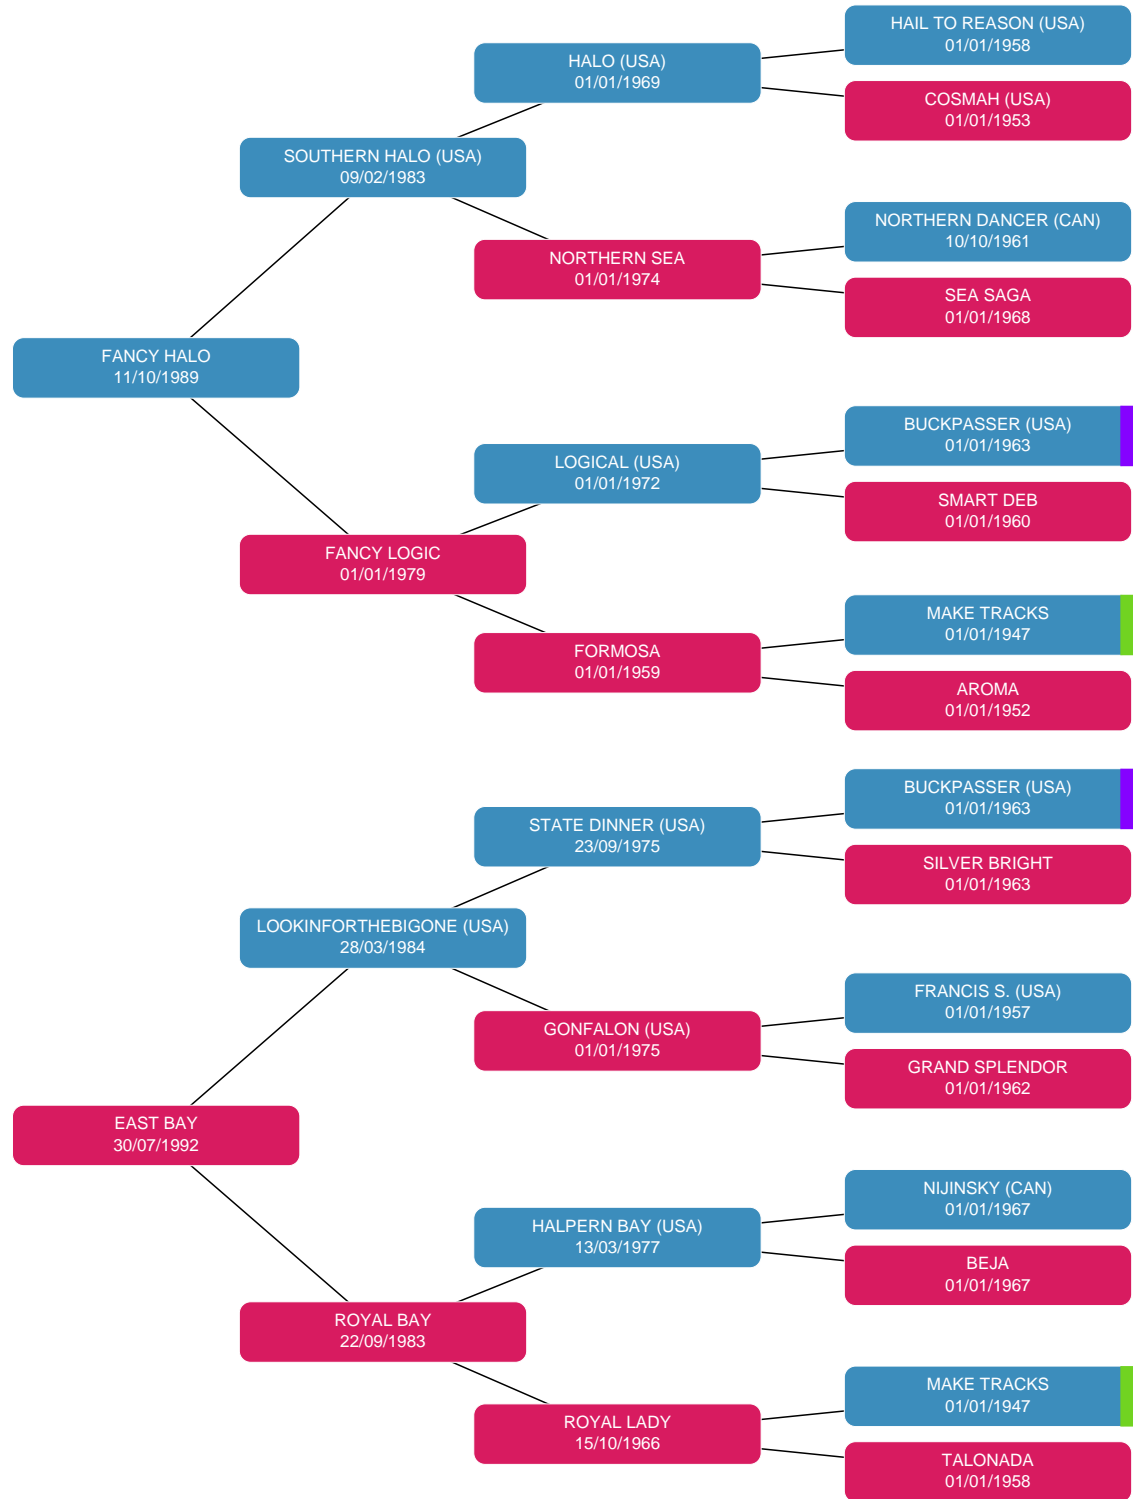 HAIL TO REASON (USA)
01/01/1958
HALO (USA)
01/01/1969
COSMAH (USA)
01/01/1953
SOUTHERN HALO (USA)
09/02/1983
NORTHERN DANCER (CAN)
10/10/1961
NORTHERN SEA
01/01/1974
SEA SAGA
01/01/1968
FANCY HALO
11/10/1989
BUCKPASSER (USA)
01/01/1963
LOGICAL (USA)
01/01/1972
SMART DEB
01/01/1960
FANCY LOGIC
01/01/1979
MAKE TRACKS
01/01/1947
FORMOSA
01/01/1959
AROMA
01/01/1952
BUCKPASSER (USA)
01/01/1963
STATE DINNER (USA)
23/09/1975
SILVER BRIGHT
01/01/1963
LOOKINFORTHEBIGONE (USA)
28/03/1984
FRANCIS S. (USA)
01/01/1957
GONFALON (USA)
01/01/1975
GRAND SPLENDOR
01/01/1962
EAST BAY
30/07/1992
NIJINSKY (CAN)
01/01/1967
HALPERN BAY (USA)
13/03/1977
BEJA
01/01/1967
ROYAL BAY
22/09/1983
MAKE TRACKS
01/01/1947
ROYAL LADY
15/10/1966
TALONADA
01/01/1958